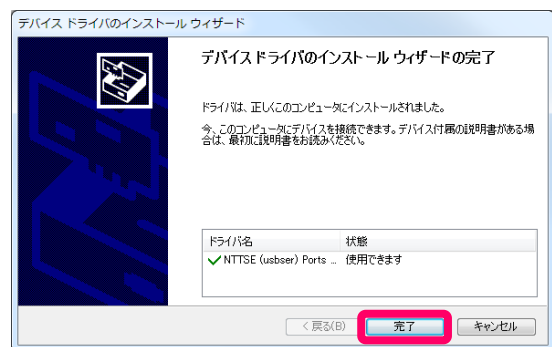 デバイス ドライバのインストール ウィザード
デバイス ドライバのインストール ウィザードの完了
ドライバは、正しくこのコンピュータにインストールされました。
今、このコンピュータにデバイスを接続できます。デバイス付属の説明書がある場
合は、最初に説明書をお読みください。
ドライバ名 状態
NTTSE (usbser) Ports ... 使用できます
< 戻る(B) 完了 キャンセル